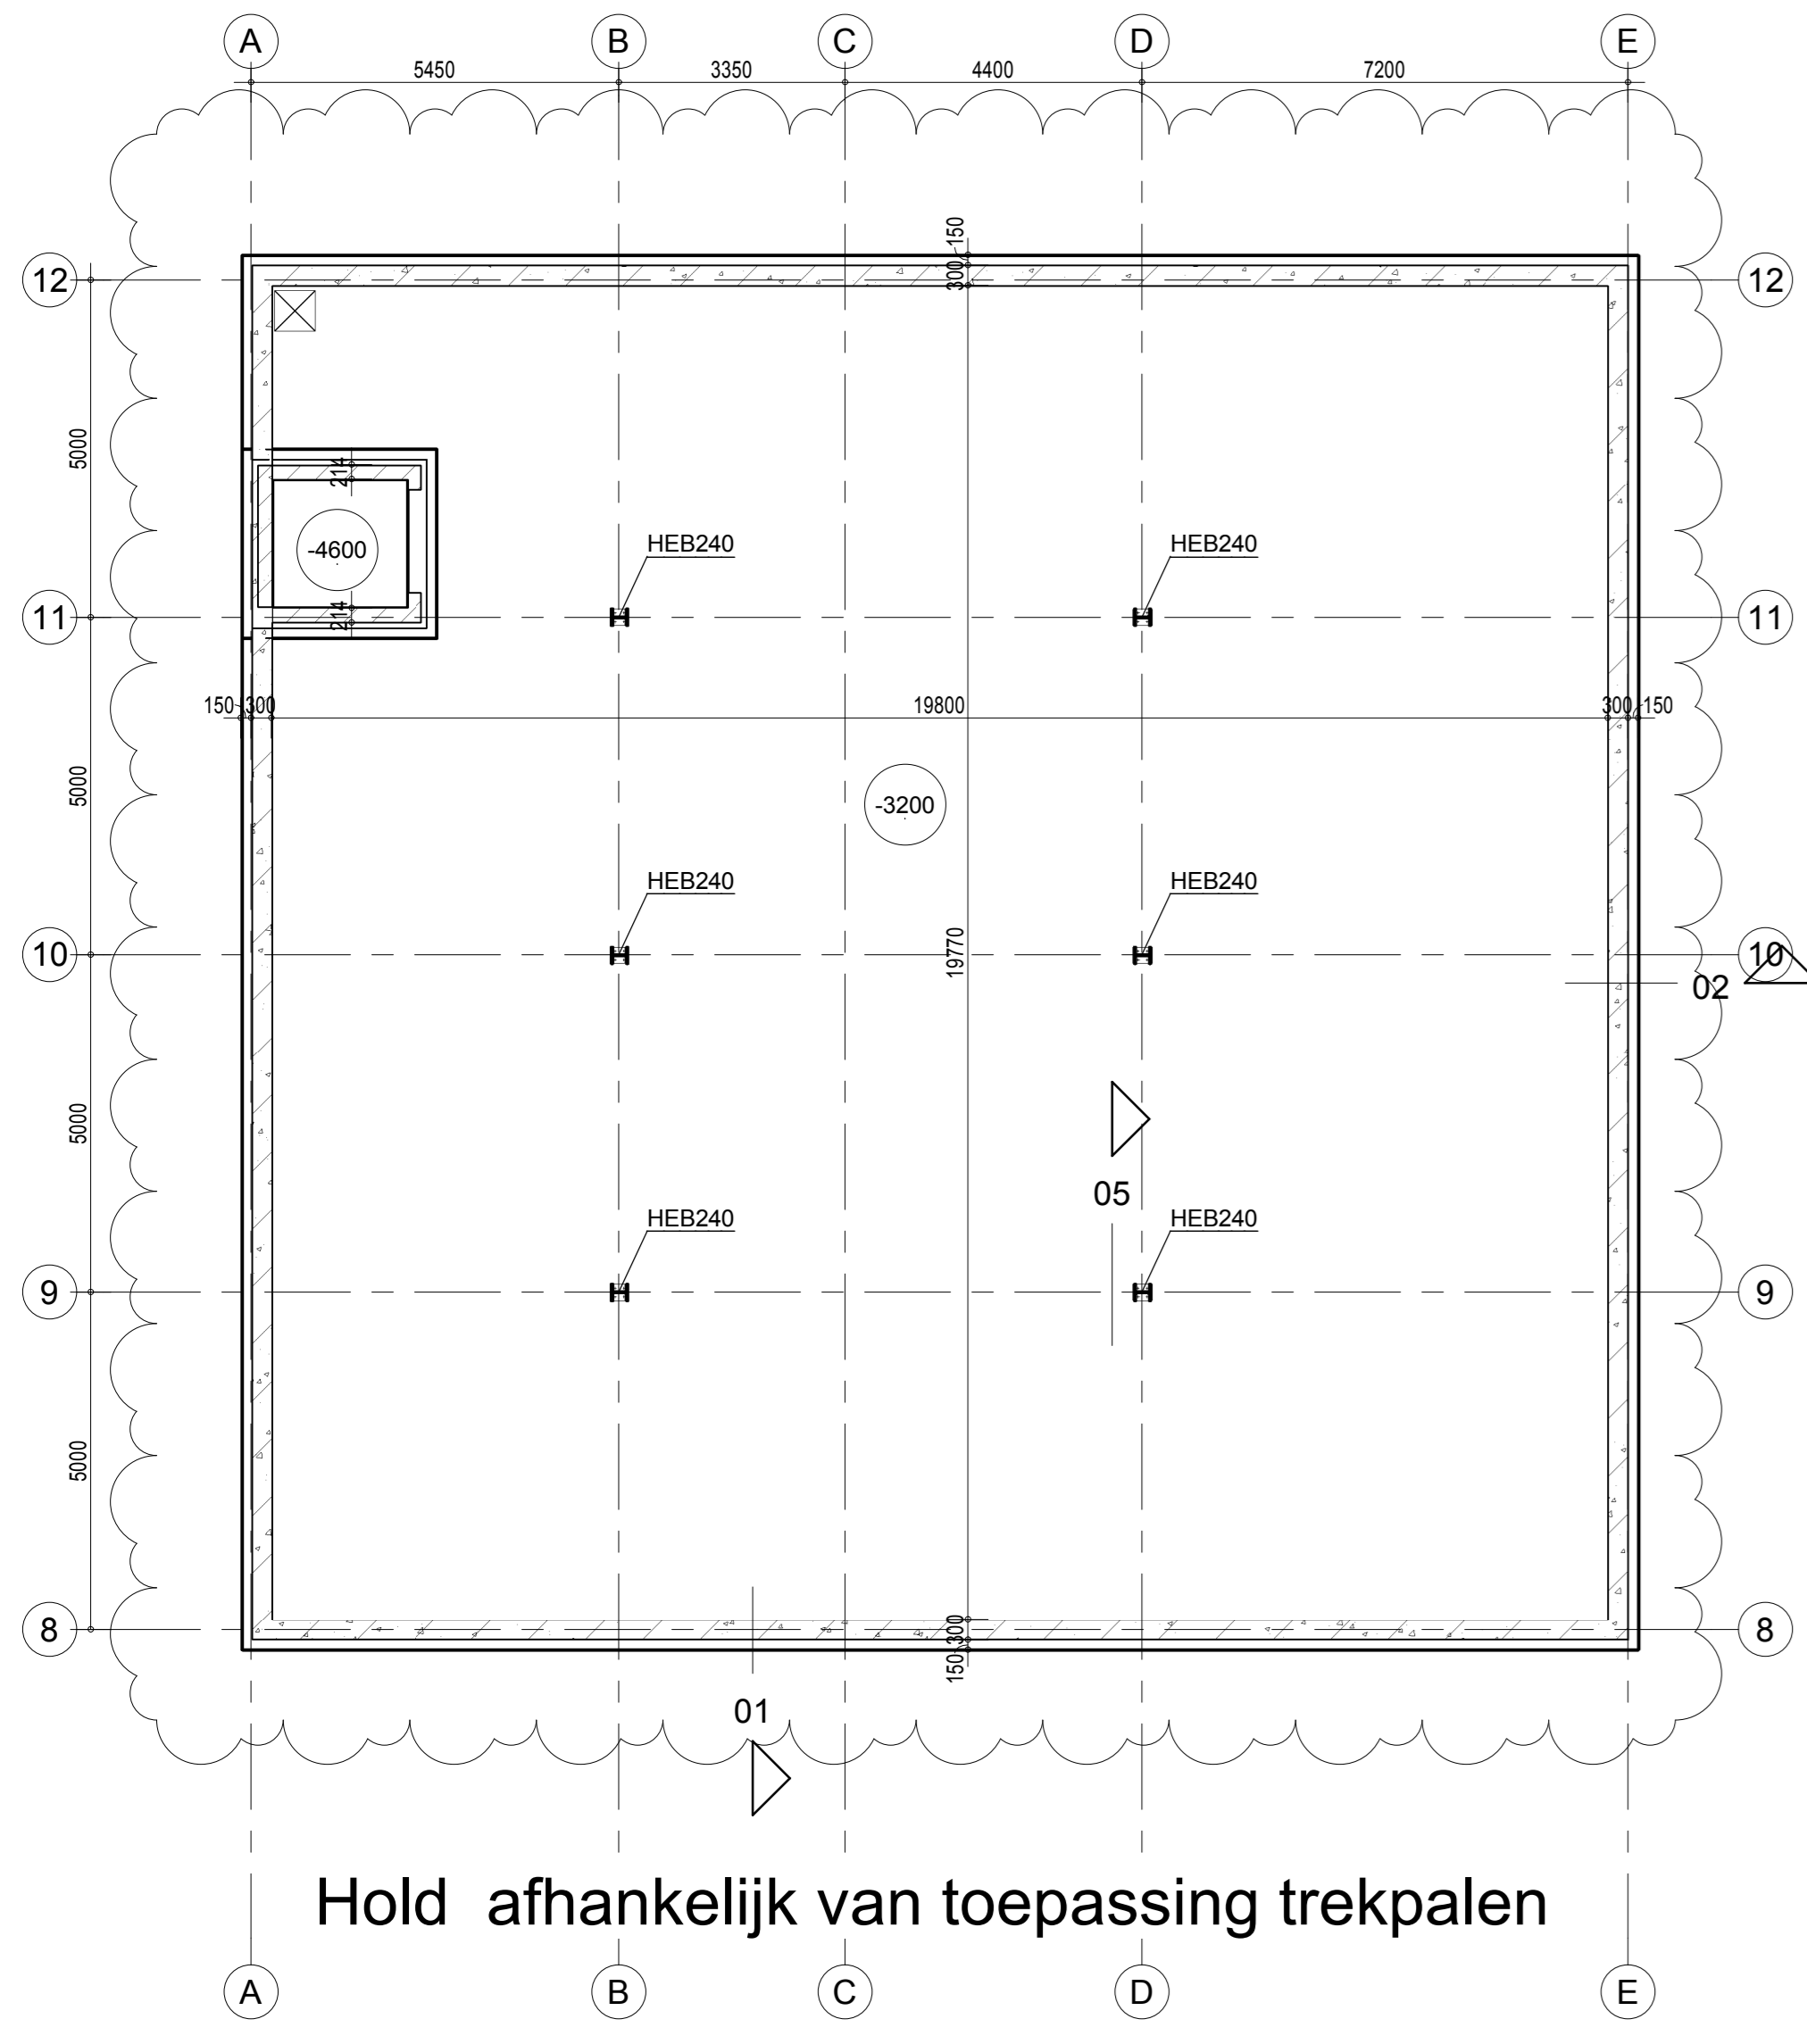 A B C D E
5450 3350 4400 7200
150
12 300 12
5000
214
-4600
HEB240 HEB240
11 214 11
150 300 19800 300 150
5000
-3200
HEB240 HEB240
10 19770 10
02
5000
05
HEB240 HEB240
9 9
5000
8 300 8
150
01
Hold afhankelijk van toepassing trekpalen
A B C D E